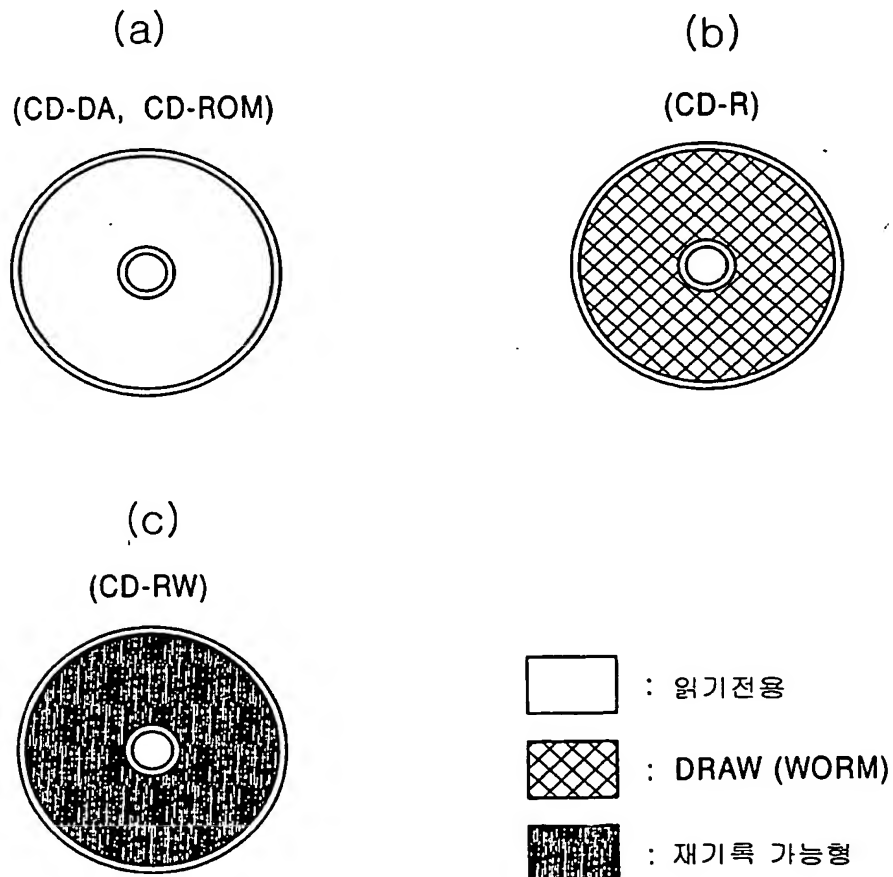 (a)
(CD-DA, CD-ROM)
(b)
(CD-R)
(c)
(CD-RW)
: 읽기전용
: DRAW (WORM)
: 재기록 가능형